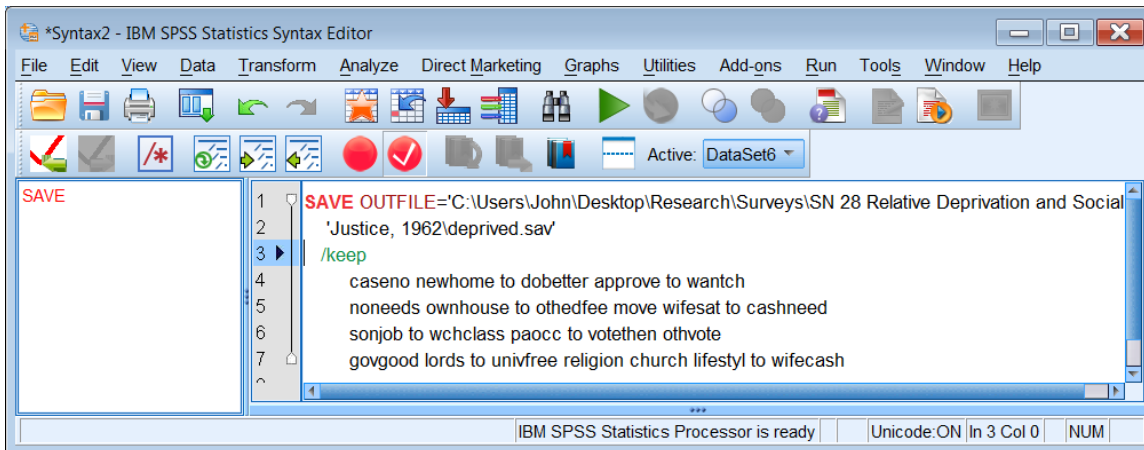 *Syntax2 - IBM SPSS Statistics Syntax Editor
File Edit View Data Transform Analyze Direct Marketing Graphs Utilities Add-ons Run Tools Window Help
/*
Active: DataSet6
SAVE
1 SAVE OUTFILE='C:\Users\John\Desktop\Research\Surveys\SN 28 Relative Deprivation and Social
2 'Justice, 1962\deprived.sav'
3 /keep
4 caseno newhome to dobetter approve to wantch
5 noneeds ownhouse to othedfee move wifesat to cashneed
6 sonjob to wchclass paocc to votethen othvote
7 govgood lords to univfree religion church lifestyl to wifecash
IBM SPSS Statistics Processor is ready Unicode:ON In 3 Col 0 NUM